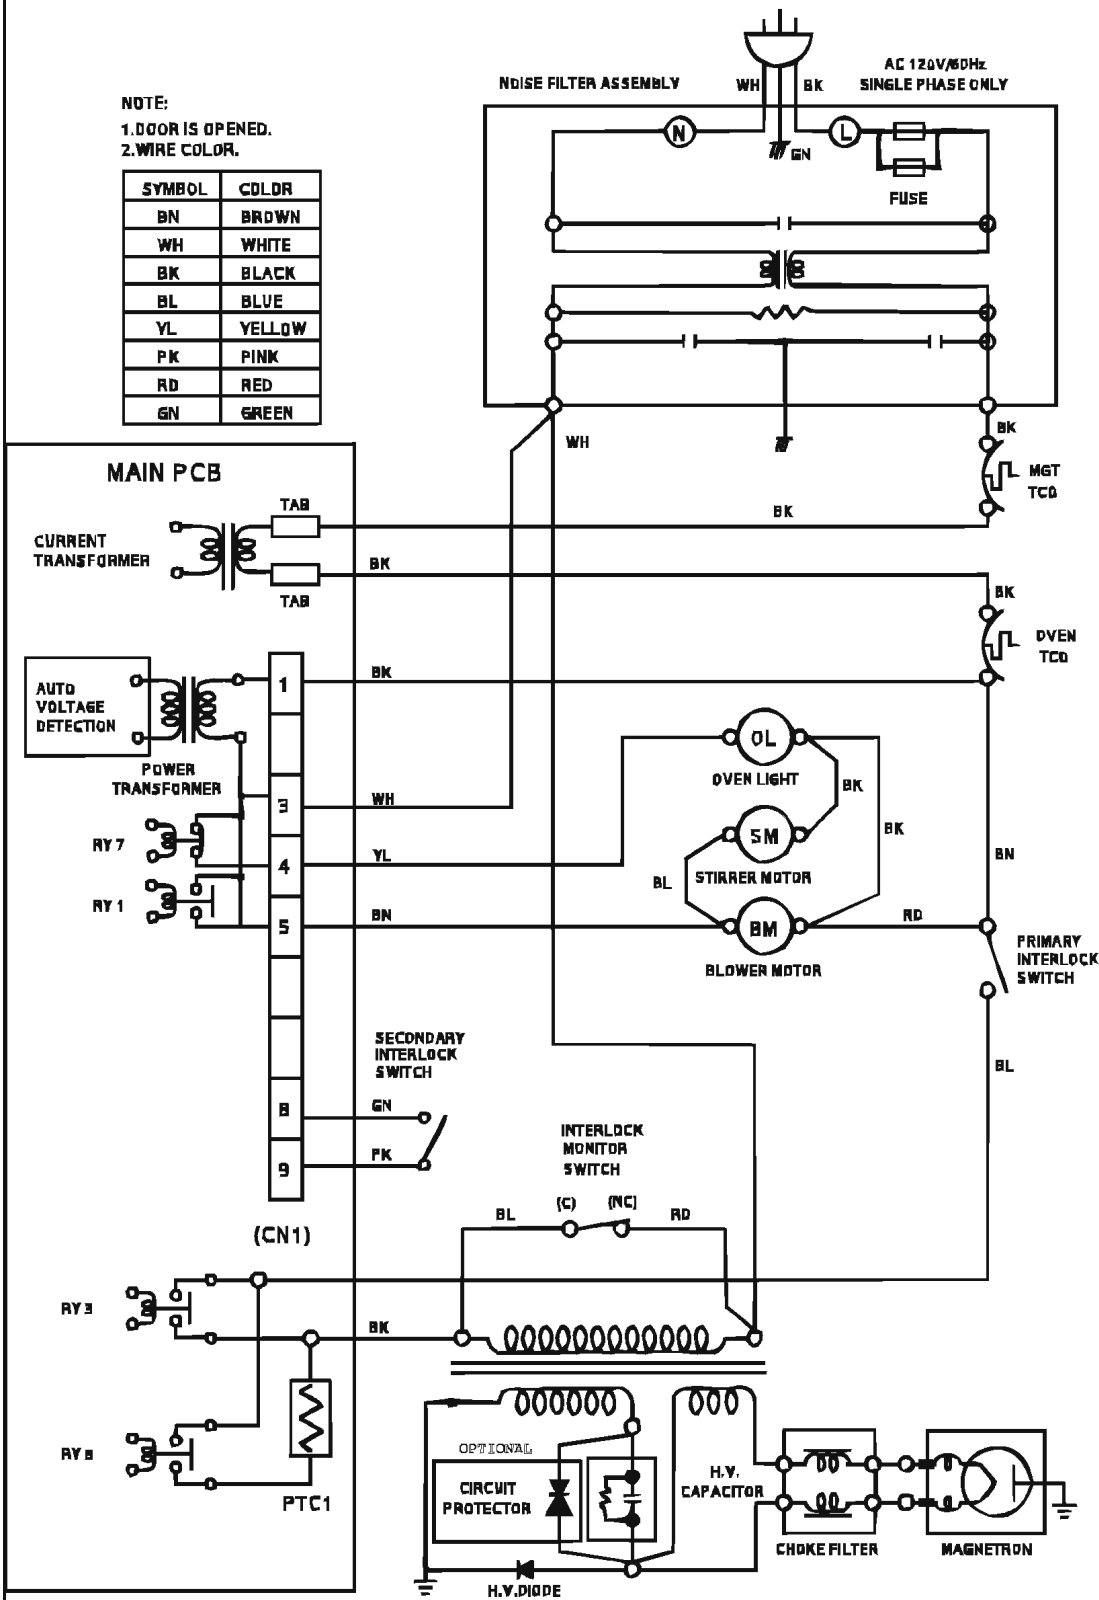 AC 120V/60Hz
NOISE FILTER ASSEMBLY
WH
BK
SINGLE PHASE ONLY
NOTE:
1.DOOR IS OPENED.
2.WIRE COLOR.
N
L
GN
FUSE
SYMBOL COLOR
BN BROWN
WH WHITE
BK BLACK
BL BLUE
YL YELLOW
PK PINK
RD RED
GN GREEN
WH
BK
MAIN PCB
MGT
TCO
TAB
BK
CURRENT
TRANSFORMER
BK
TAB
BK
OVEN
TCO
AUTO
VOLTAGE
DETECTION
1
BK
OL
OVEN LIGHT
POWER
TRANSFORMER
BK
3
WH
RY 7
SM
BK
4
YL
STIRRER MOTOR
BL
BN
RY 1
5
BN
BM
RD
BLOWER MOTOR
PRIMARY
INTERLOCK
SWITCH
SECONDARY
INTERLOCK
SWITCH
BL
8
GN
INTERLOCK
MONITOR
SWITCH
9
PK
(C)
(NC)
BL
RD
(CN1)
RY 3
BK
OPTIONAL
RY 8
CIRCUIT
PROTECTOR
H.V.
CAPACITOR
PTC1
CHOKE FILTER
MAGNETRON
H.V.DIODE